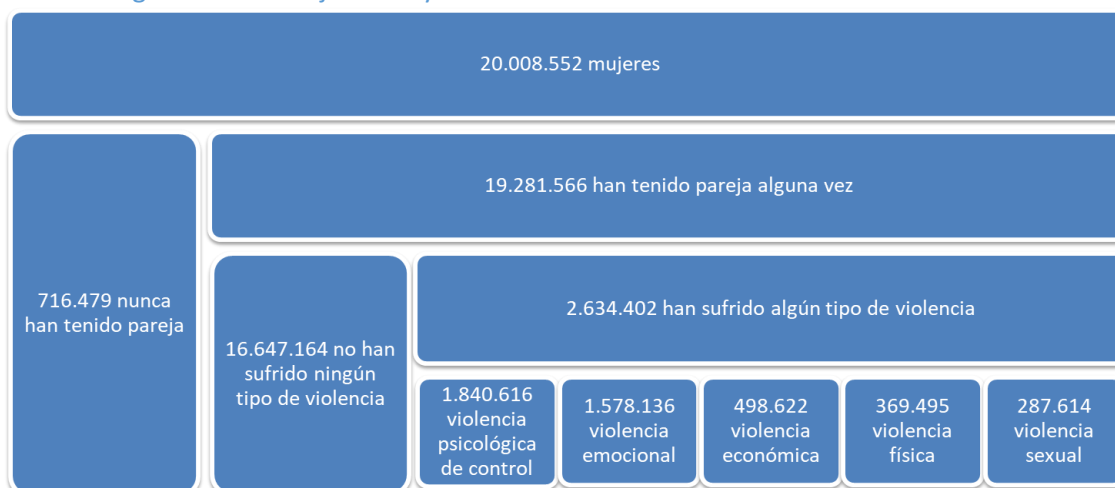 20.008.552 mujeres
19.281.566 han tenido pareja alguna vez
716.479 nunca
han tenido pareja
2.634.402 han sufrido algún tipo de violencia
16.647.164 no han
sufrido ningún
tipo de violencia
1.840.616
violencia
psicológica
de control
1.578.136
violencia
emocional
498.622
violencia
económica
369.495
violencia
física
287.614
violencia
sexual